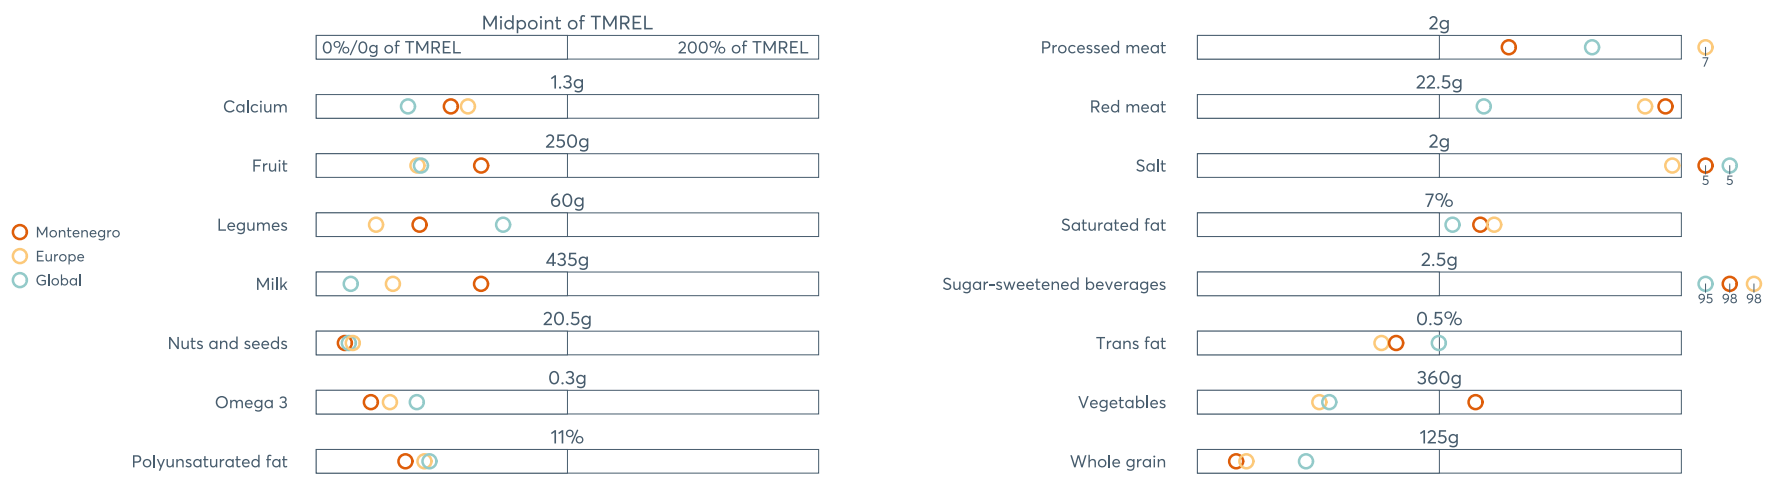 Midpoint of TMREL
0%/0g of TMREL
200% of TMREL
1.3g
Calcium
250g
Fruit
60g
Legumes
435g
Milk
20.5g
Nuts and seeds
0.3g
Omega 3
11%
Polyunsaturated fat
Montenegro
Europe
Global
2g
Processed meat
7
22.5g
Red meat
2g
Salt
5 5
7%
Saturated fat
2.5g
Sugar-sweetened beverages
95 98 98
0.5%
Trans fat
360g
Vegetables
125g
Whole grain